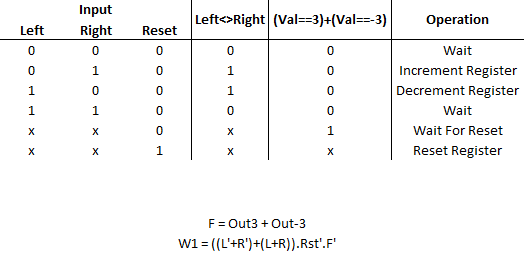 Input
Left Right Reset Left<>Right (Val==3)+(Val==-3) Operation
0 0 0 0 0 Wait
0 1 0 1 0 Increment Register
1 0 0 1 0 Decrement Register
1 1 0 0 0 Wait
x x 0 x 1 Wait For Reset
x x 1 x x Reset Register
F = Out3 + Out-3
W1 = ((L'+R')+(L+R)).Rst'.F'